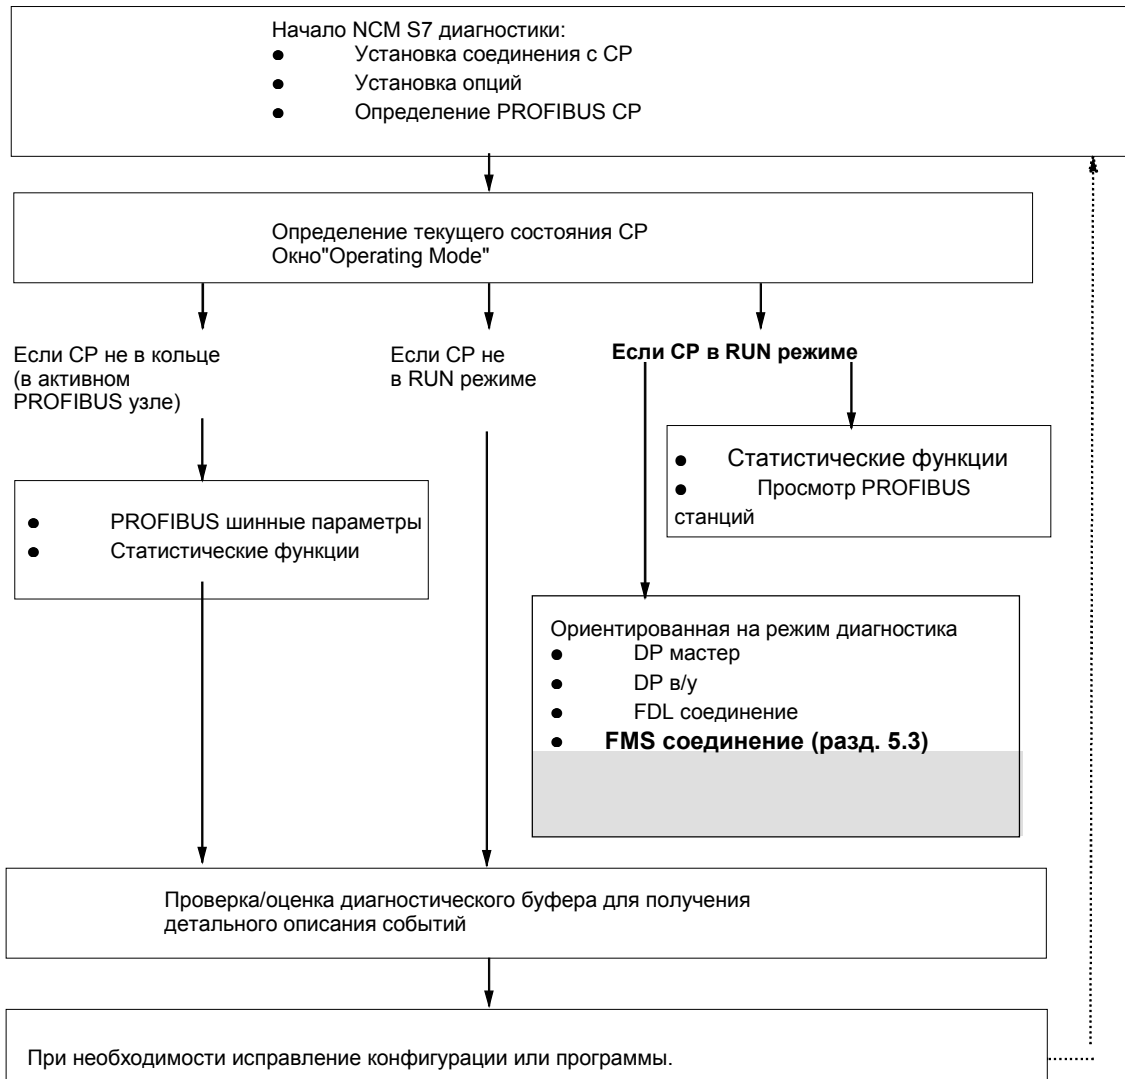 Начало NCM S7 диагностики:
● Установка соединения с CP
● Установка опций
● Определение PROFIBUS CP
Определение текущего состояния CP
Окно"Operating Mode"
Если CP не в кольце
(в активном
PROFIBUS узле)
Если CP не
в RUN режиме
Если CP в RUN режиме
● Статистические функции
● Просмотр PROFIBUS
станций
● PROFIBUS шинные параметры
● Статистические функции
Ориентированная на режим диагностика
● DP мастер
● DP в/у
● FDL соединение
● FMS соединение (разд. 5.3)
Проверка/оценка диагностического буфера для получения
детального описания событий
При необходимости исправление конфигурации или программы.